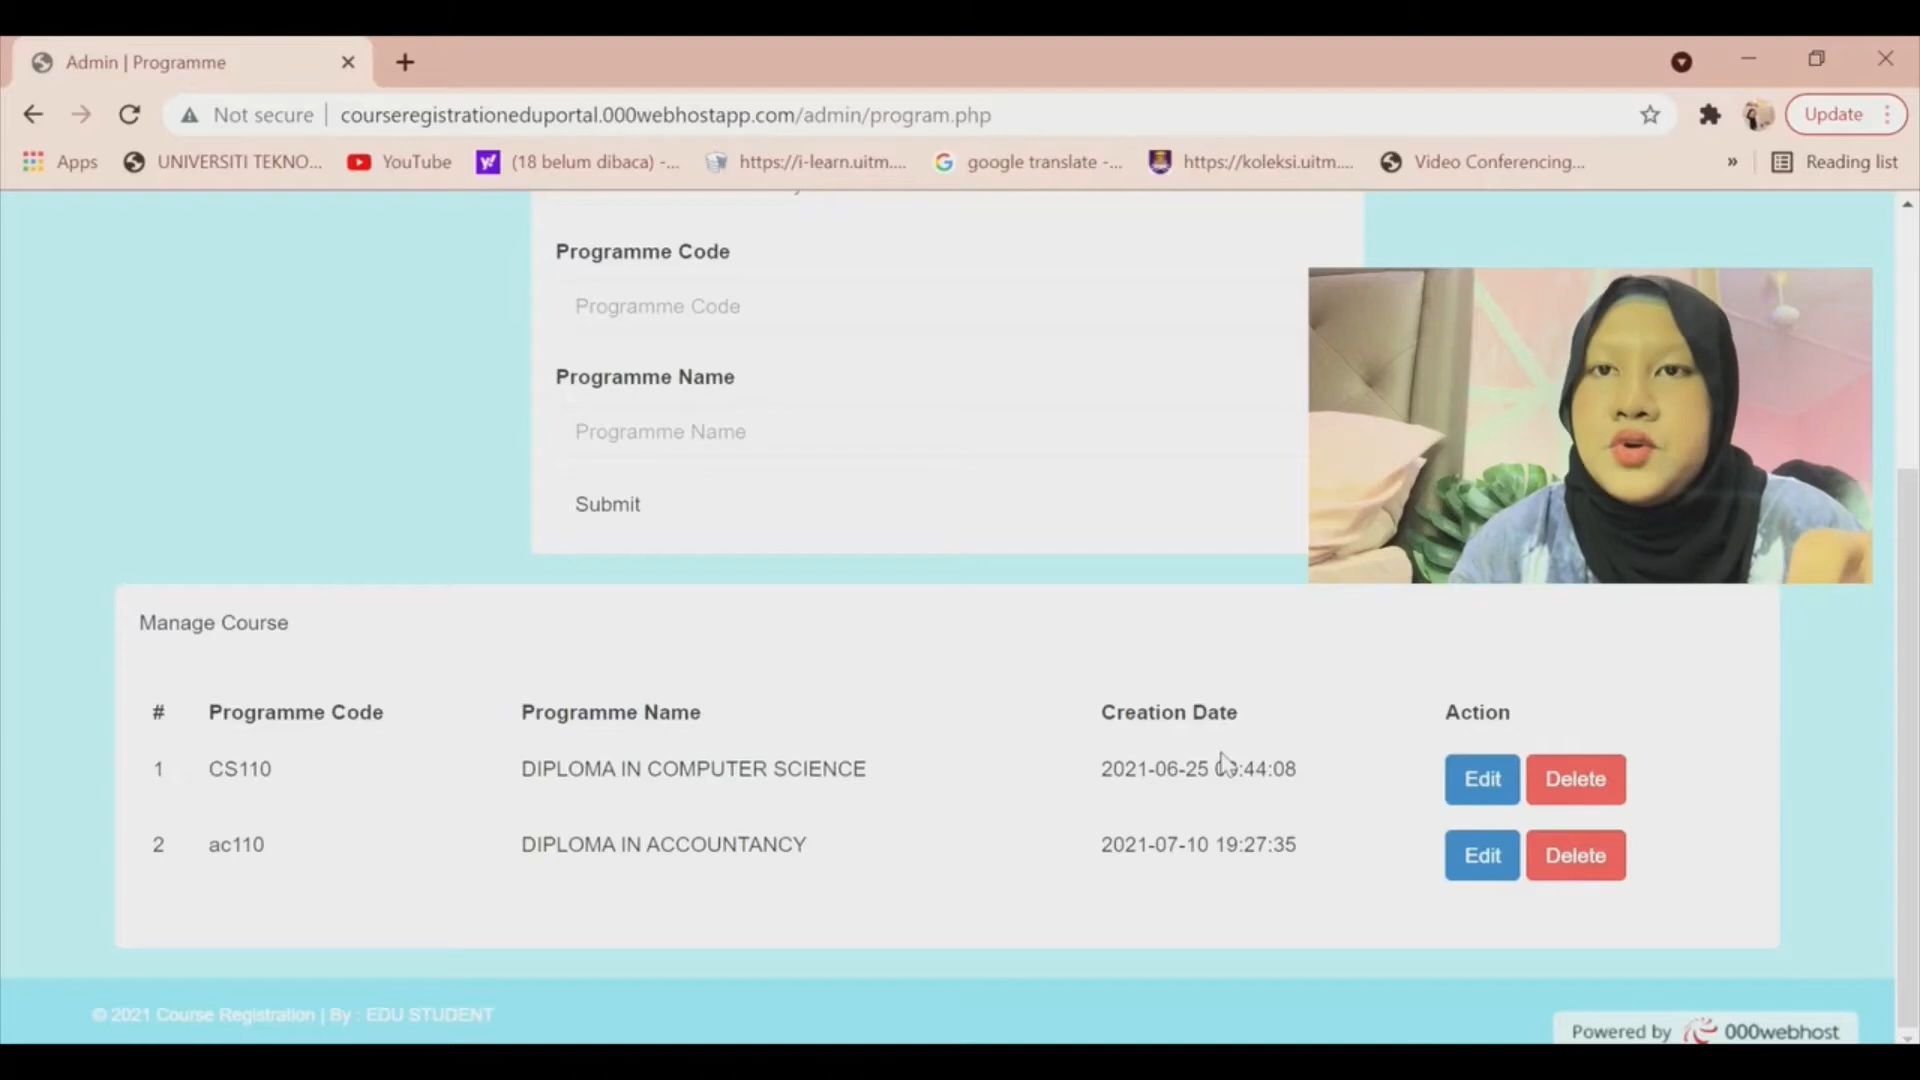 Admin | Programme
Not secure | courseregistrationeduportal.000webhostapp.com/admin/program.php
Update
Apps
UNIVERSITI TEKNO...
YouTube
(18 belum dibaca) -...
https://i-learn.uitm....
google translate -...
https://koleksi.uitm....
Video Conferencing...
»
Reading list
Programme Code
Programme Code
Programme Name
Programme Name
Submit
Manage Course
# Programme Code Programme Name Creation Date Action
1 CS110 DIPLOMA IN COMPUTER SCIENCE 2021-06-25 Edit Delete
2 ac110 DIPLOMA IN ACCOUNTANCY 2021-07-10 19:27:35 Edit Delete
© 2021 Course Registration | By : EDU STUDENT
Powered by 000webhost